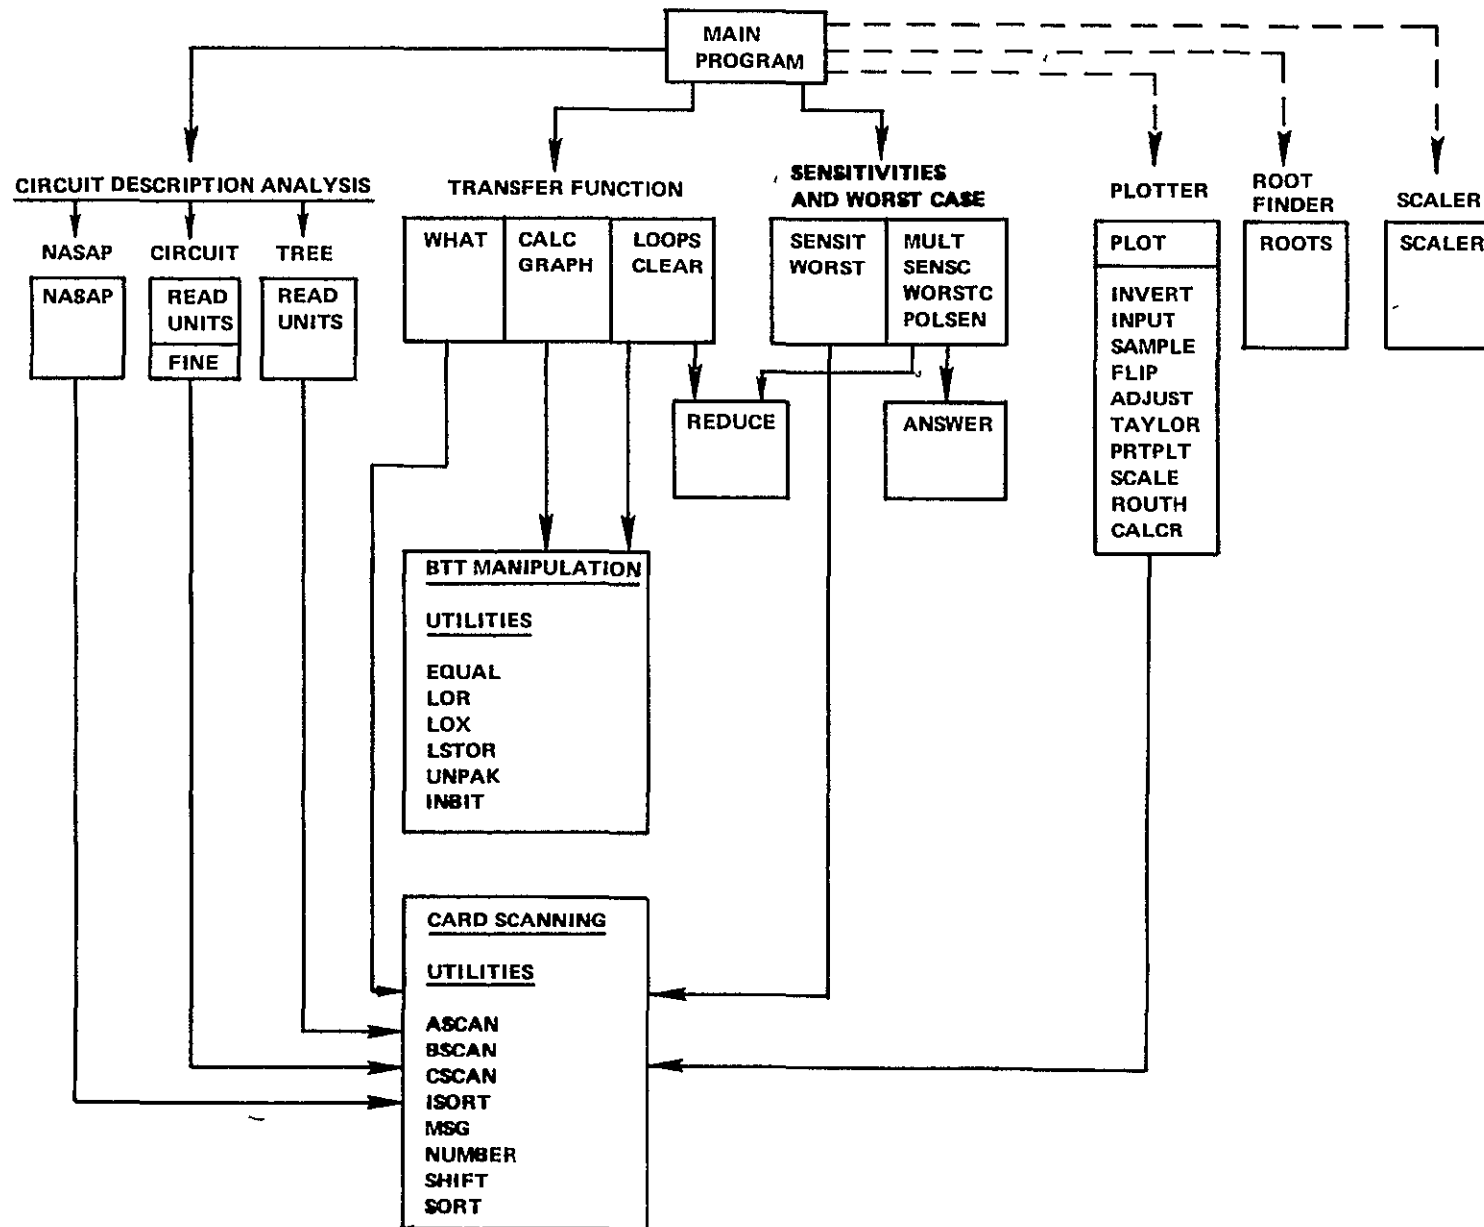 MAIN
PROGRAM
CIRCUIT DESCRIPTION ANALYSIS
TRANSFER FUNCTION
SENSITIVITIES
AND WORST CASE
PLOTTER
ROOT
FINDER
SCALER
NASAP
CIRCUIT
TREE
NASAP
READ
UNITS
FINE
READ
UNITS
WHAT
CALC
GRAPH
LOOPS
CLEAR
SENSIT
WORST
MULT
SENSC
WORSTC
POLSEN
PLOT
INVERT
INPUT
SAMPLE
FLIP
ADJUST
TAYLOR
PRTPLT
SCALE
ROUTH
CALCR
ROOTS
SCALER
REDUCE
ANSWER
BTT MANIPULATION
UTILITIES
EQUAL
LOR
LOX
LSTOR
UNPAK
INBIT
CARD SCANNING
UTILITIES
ASCAN
BSCAN
CSCAN
ISORT
MSG
NUMBER
SHIFT
SORT